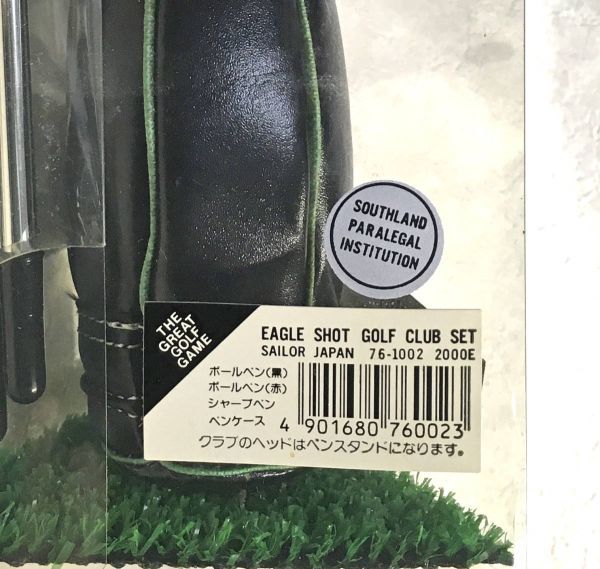 SOUTHLAND
PARALEGAL
INSTITUTION
THE
GREAT
GOLF
GAME
EAGLE SHOT GOLF CLUB SET
SAILOR JAPAN 76-1002 2000E
ボールペン(黒)
ボールペン(赤)
シャープペン
ペンケース
4 901680 760023
クラブのヘッドはペンスタンドになります。